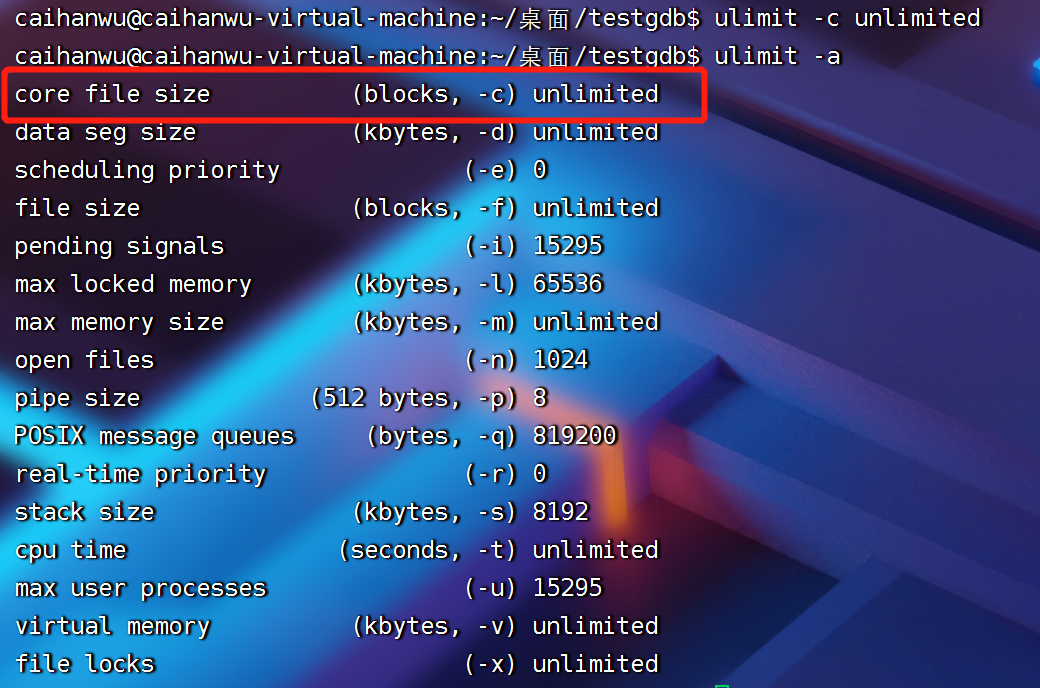 caihanwu@caihanwu-virtual-machine:~/桌面/testgdb$ ulimit -c unlimited
caihanwu@caihanwu-virtual-machine:~/桌面/testgdb$ ulimit -a
core file size          (blocks, -c) unlimited
data seg size           (kbytes, -d) unlimited
scheduling priority             (-e) 0
file size               (blocks, -f) unlimited
pending signals                 (-i) 15295
max locked memory       (kbytes, -l) 65536
max memory size         (kbytes, -m) unlimited
open files                      (-n) 1024
pipe size            (512 bytes, -p) 8
POSIX message queues     (bytes, -q) 819200
real-time priority              (-r) 0
stack size              (kbytes, -s) 8192
cpu time               (seconds, -t) unlimited
max user processes              (-u) 15295
virtual memory          (kbytes, -v) unlimited
file locks                      (-x) unlimited